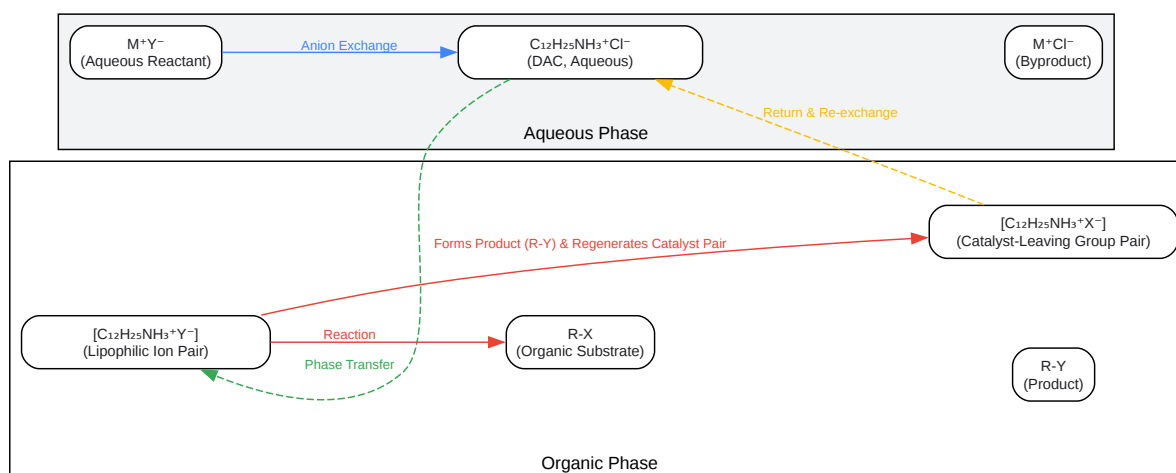 M⁺Y⁻
(Aqueous Reactant)
Anion Exchange
C₁₂H₂₅NH₃⁺Cl⁻
(DAC, Aqueous)
M⁺Cl⁻
(Byproduct)
Return & Re-exchange
Aqueous Phase
[C₁₂H₂₅NH₃⁺X⁻]
(Catalyst-Leaving Group Pair)
Forms Product (R-Y) & Regenerates Catalyst Pair
[C₁₂H₂₅NH₃⁺Y⁻]
(Lipophilic Ion Pair)
Reaction
R-X
(Organic Substrate)
Phase Transfer
R-Y
(Product)
Organic Phase